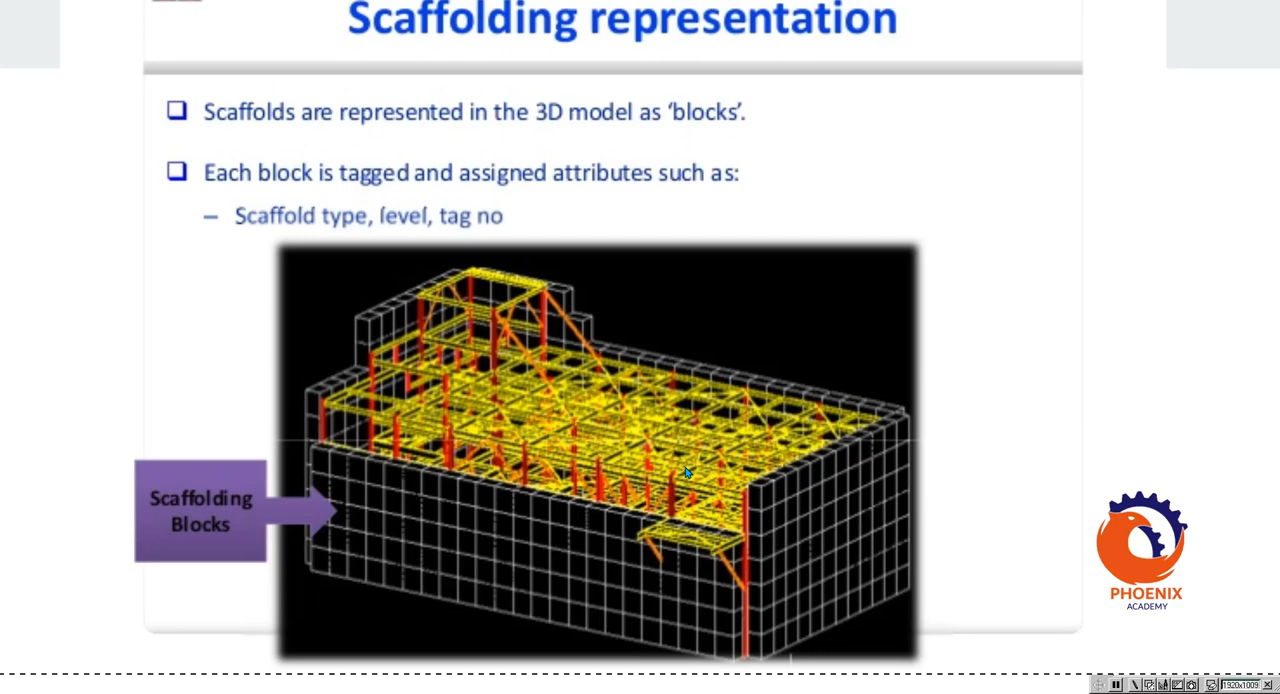 Scaffolding representation
Scaffolds are represented in the 3D model as ‘blocks’.
Each block is tagged and assigned attributes such as:
– Scaffold type, level, tag no
Scaffolding
Blocks
PHOENIX
ACADEMY
1920x1009